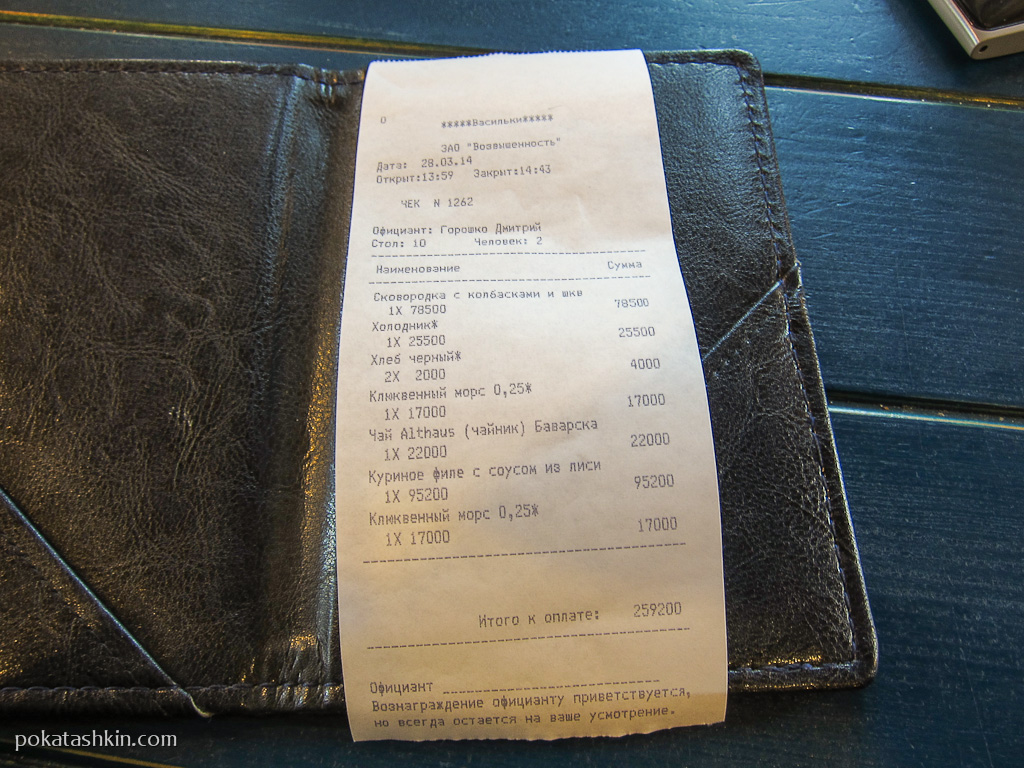 0 *****Васильки*****
ЗАО "Возвышенность"
Дата: 28.03.14
Открыт:13:59 Закрыт:14:43
ЧЕК N 1262
Официант: Горошко Дмитрий
Стол: 10 Человек: 2
Наименование Сумма
Сковородка с колбасками и шкв
1X 78500 78500
Холодник*
1X 25500 25500
Хлеб черный*
2X 2000 4000
Клюквенный морс 0,25*
1X 17000 17000
Чай Althaus (чайник) Баварска
1X 22000 22000
Куриное филе с соусом из лиси
1X 95200 95200
Клюквенный морс 0,25*
1X 17000 17000
Итого к оплате: 259200
Официант
Вознаграждение официанту приветствуется,
но всегда остается на ваше усмотрение.
pokatashkin.com